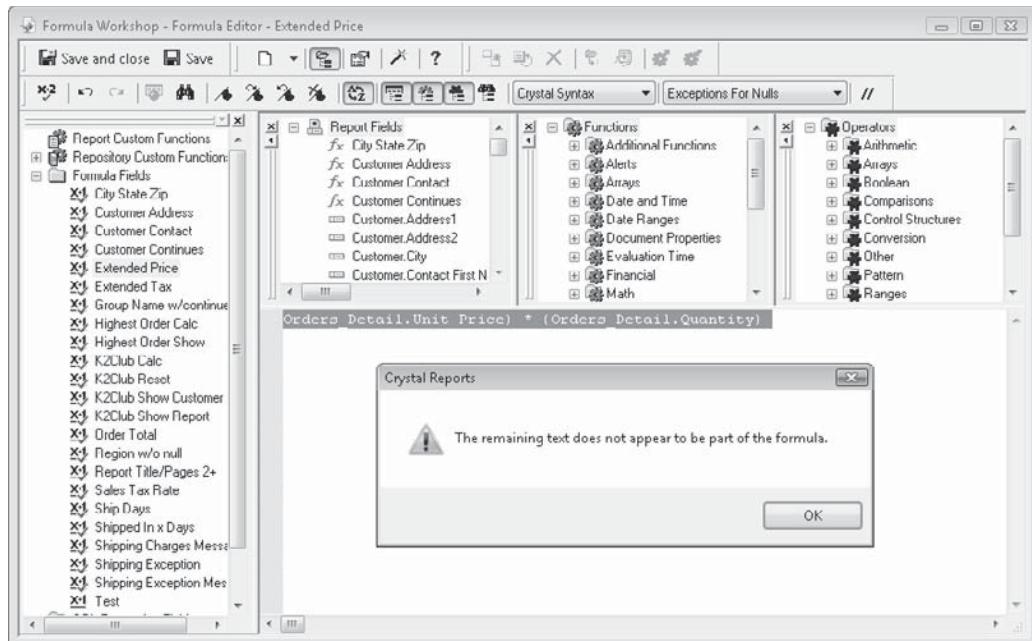 Formula Workshop - Formula Editor - Extended Price
Save and close Save ?
Crystal Syntax Exceptions For Nulls //
Report Custom Functions
Repository Custom Function
Formula Fields
City State Zip
Customer Address
Customer Contact
Customer Continues
Extended Price
Extended Tax
Group Name w/continue
Highest Order Calc
Highest Order Show
K2Club Calc
K2Club Reset
K2Club Show Customer
K2Club Show Report
Order Total
Region w/o null
Report Title/Pages 2+
Sales Tax Rate
Ship Days
Shipped In x Days
Shipping Charges Messa
Shipping Exception
Shipping Exception Mes
Test
Report Fields
City State Zip
Customer Address
Customer Contact
Customer Continues
Customer.Address1
Customer.Address2
Customer.City
Customer.Contact First N
Functions
Additional Functions
Alerts
Arrays
Date and Time
Date Ranges
Document Properties
Evaluation Time
Financial
Math
Operators
Arithmetic
Arrays
Boolean
Comparisons
Control Structures
Conversion
Other
Pattern
Ranges
Orders_Detail.Unit Price) * (Orders_Detail.Quantity)
Crystal Reports
The remaining text does not appear to be part of the formula.
OK